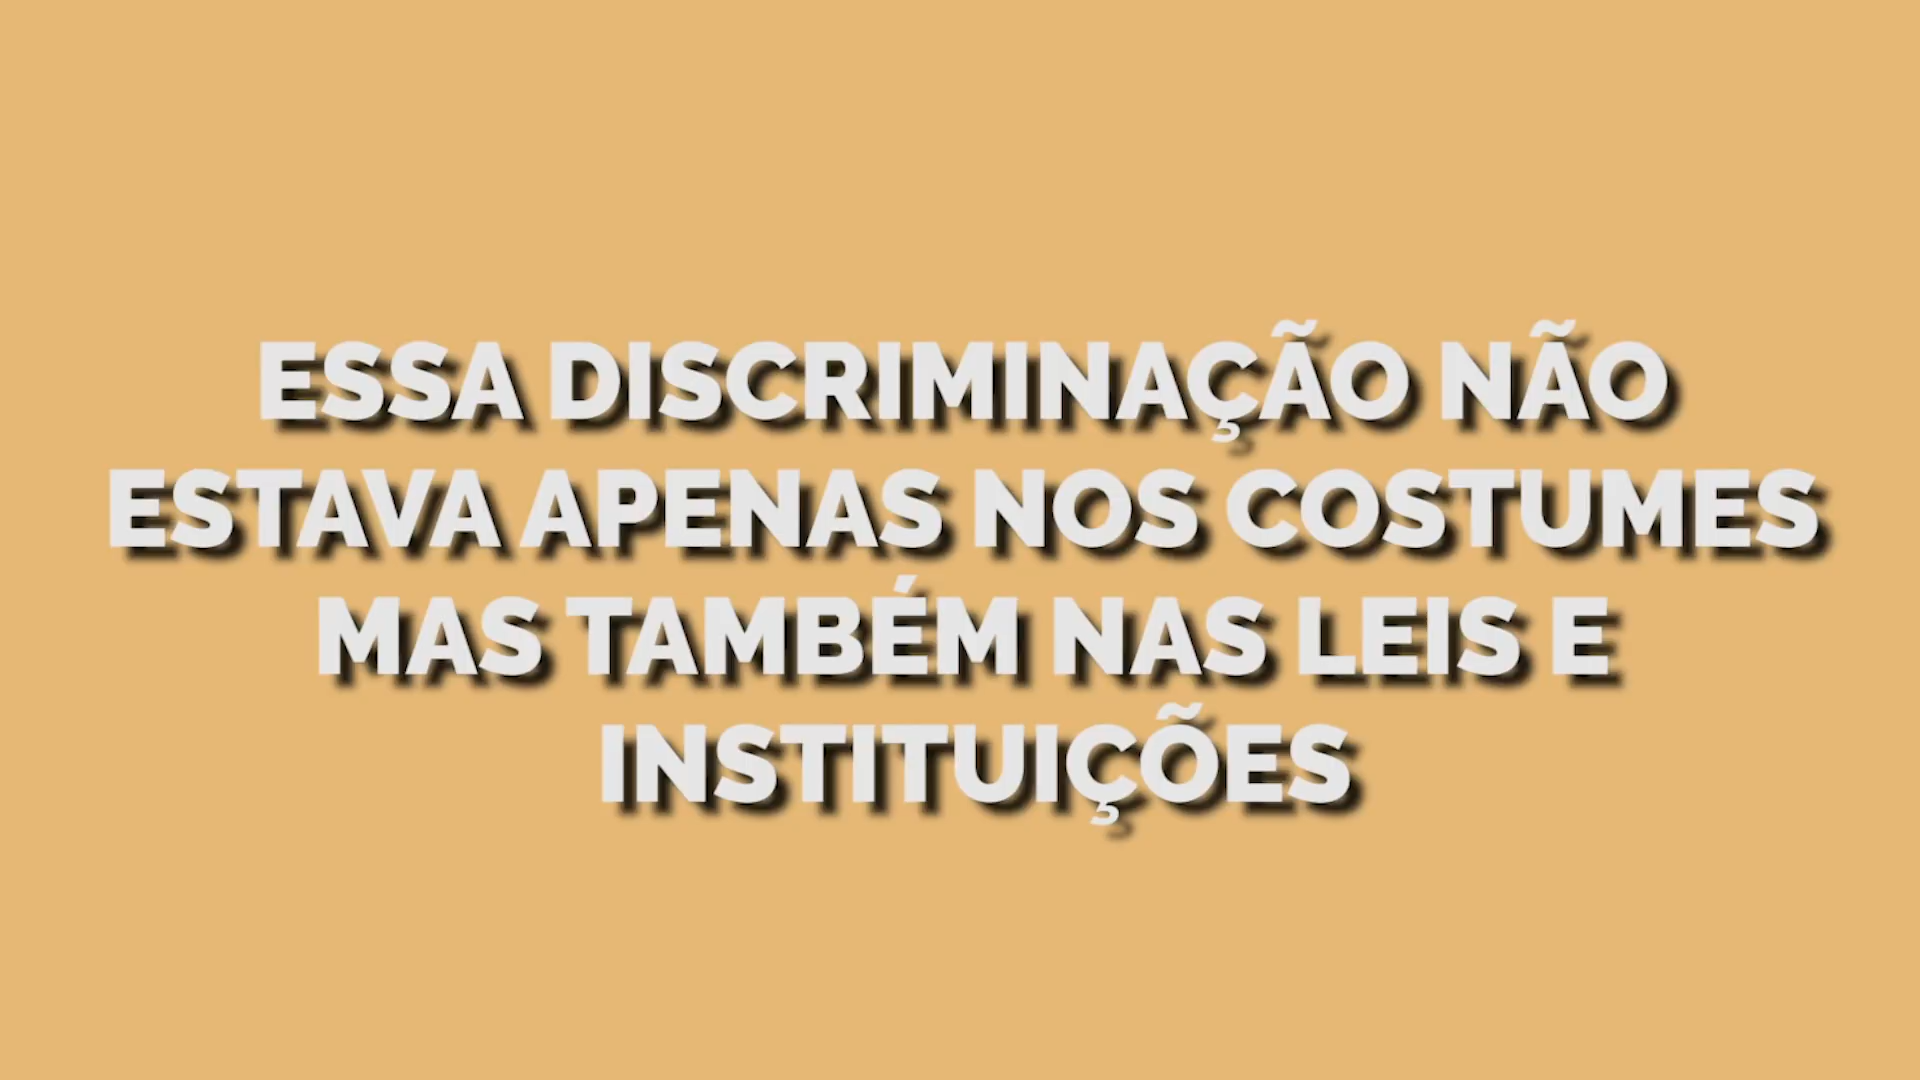 ESSA DISCRIMINAÇÃO NÃO
ESTAVA APENAS NOS COSTUMES
MAS TAMBÉM NAS LEIS E
INSTITUIÇÕES